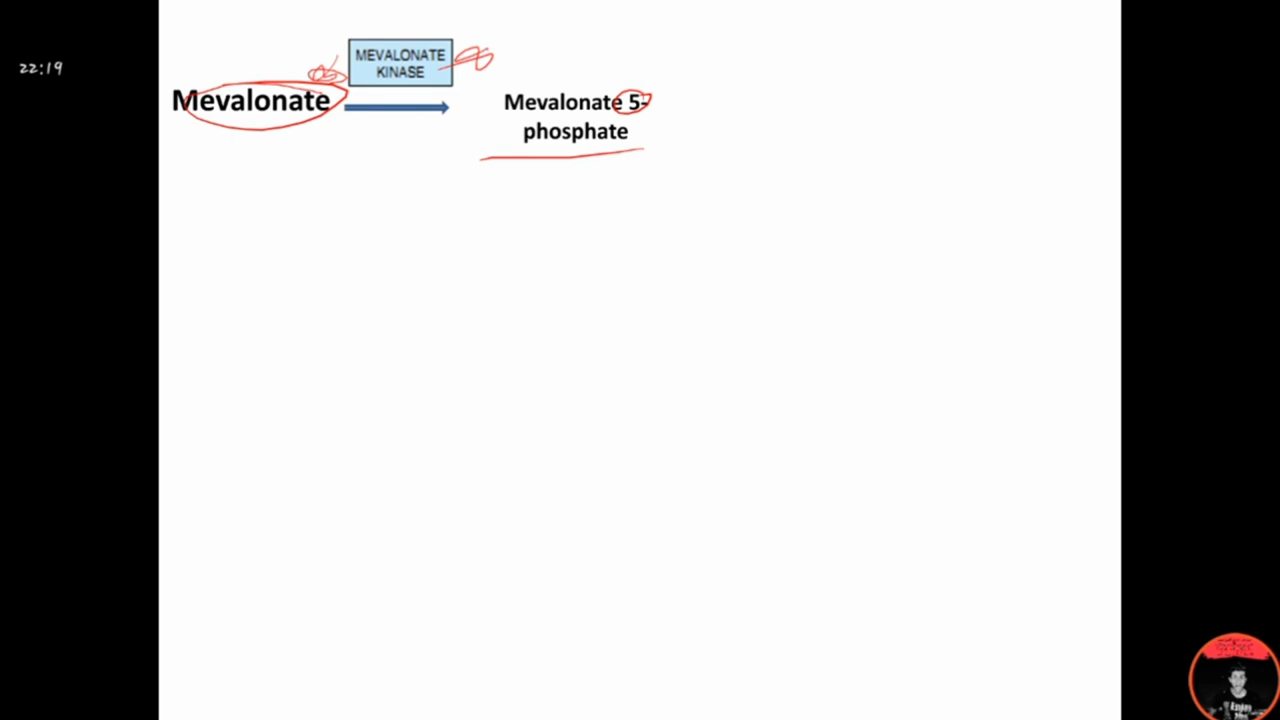 22:19
MEVALONATE
KINASE
Mevalonate
Mevalonate 5-
phosphate